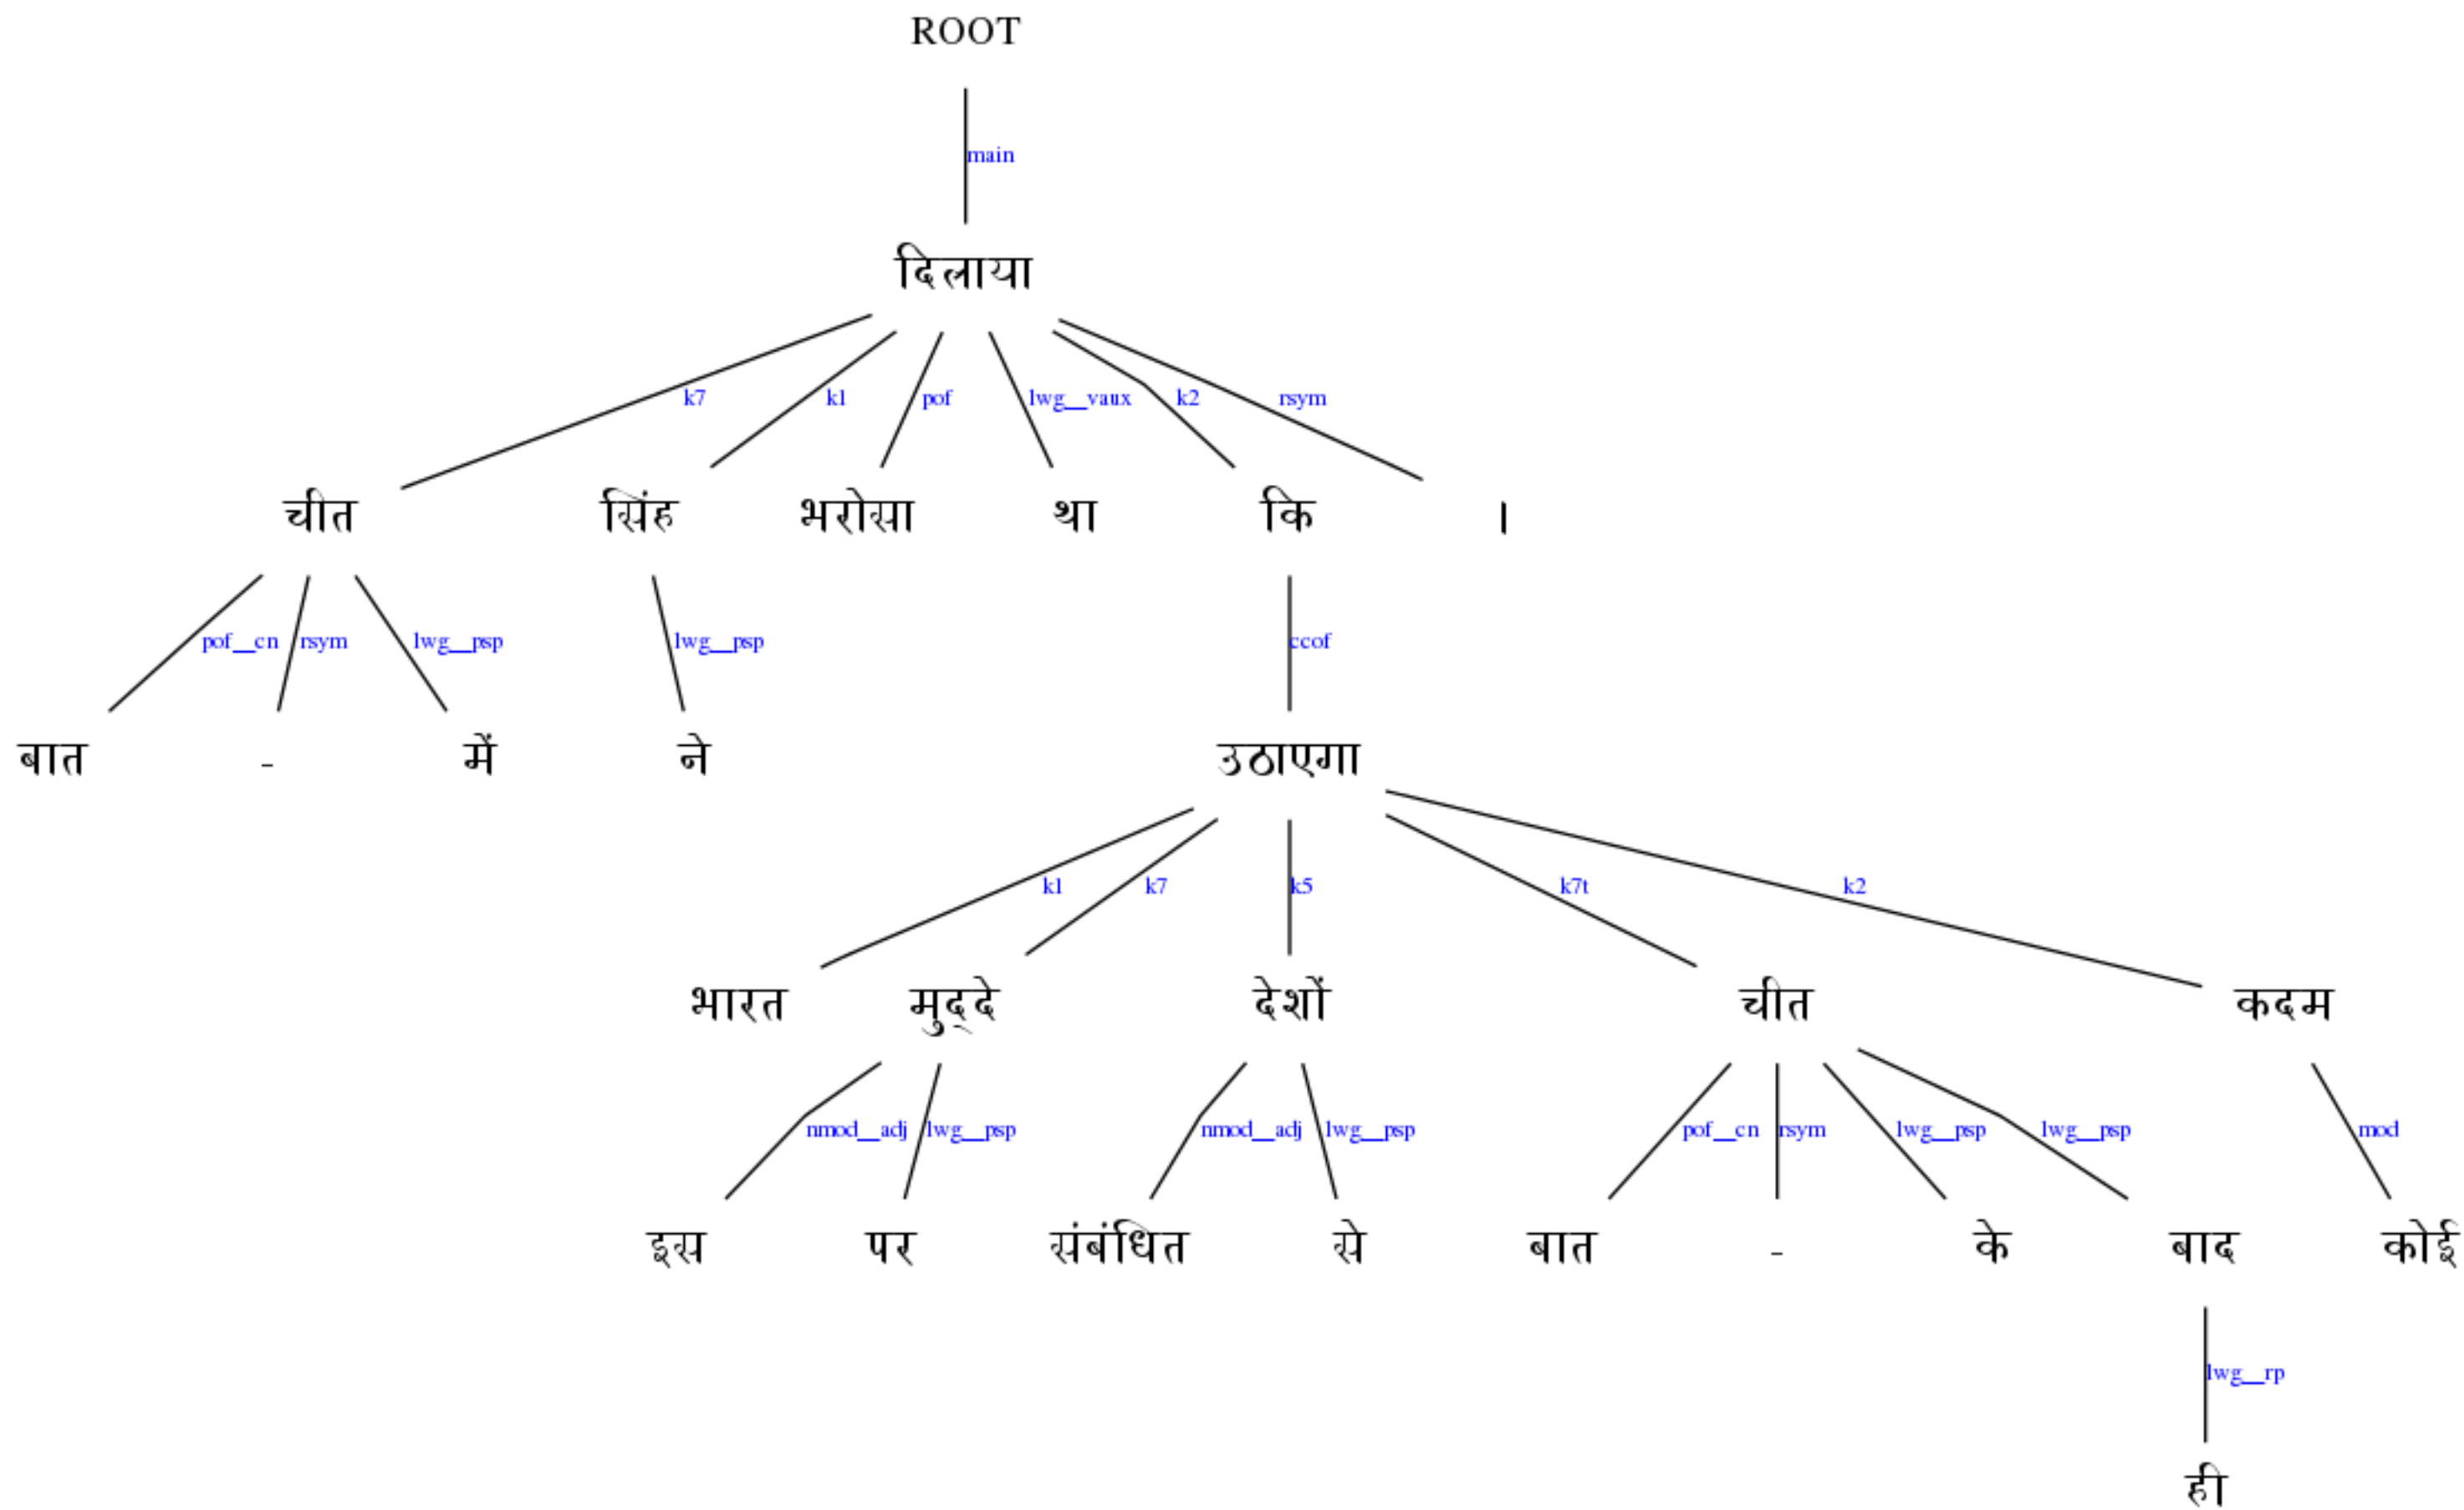 ROOT
main
दिलाया
k7 k1 pof lwg__vaux k2 rsym
चीत सिंह भरोसा था कि ।
pof__cn rsym lwg__psp lwg__psp ccof
बात - में ने उठाएगा
k1 k7 k5 k7t k2
भारत मुद्दे देशों चीत कदम
nmod__adj lwg__psp nmod__adj lwg__psp pof__cn rsym lwg__psp lwg__psp mod
इस पर संबंधित से बात - के बाद कोई
lwg__rp
ही